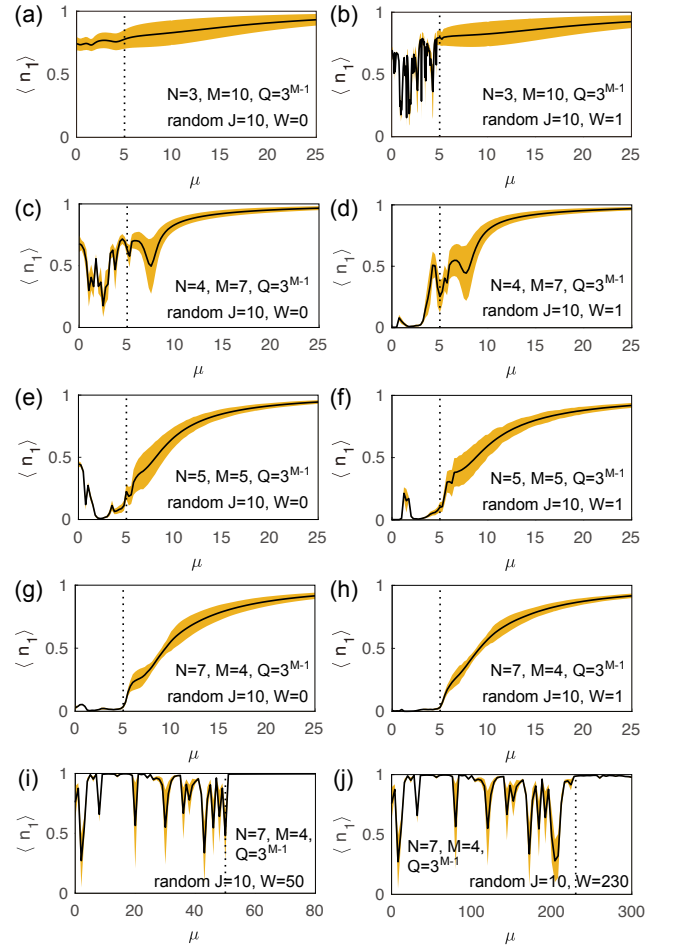 (a)
1
0.5
0
⟨ n₁ ⟩
N=3, M=10, Q=3^{M-1}
random J=10, W=0
0 5 10 15 20 25
μ
(b)
1
0.5
0
⟨ n₁ ⟩
N=3, M=10, Q=3^{M-1}
random J=10, W=1
0 5 10 15 20 25
μ
(c)
1
0.5
0
⟨ n₁ ⟩
N=4, M=7, Q=3^{M-1}
random J=10, W=0
0 5 10 15 20 25
μ
(d)
1
0.5
0
⟨ n₁ ⟩
N=4, M=7, Q=3^{M-1}
random J=10, W=1
0 5 10 15 20 25
μ
(e)
1
0.5
0
⟨ n₁ ⟩
N=5, M=5, Q=3^{M-1}
random J=10, W=0
0 5 10 15 20 25
μ
(f)
1
0.5
0
⟨ n₁ ⟩
N=5, M=5, Q=3^{M-1}
random J=10, W=1
0 5 10 15 20 25
μ
(g)
1
0.5
0
⟨ n₁ ⟩
N=7, M=4, Q=3^{M-1}
random J=10, W=0
0 5 10 15 20 25
μ
(h)
1
0.5
0
⟨ n₁ ⟩
N=7, M=4, Q=3^{M-1}
random J=10, W=1
0 5 10 15 20 25
μ
(i)
1
0.5
0
⟨ n₁ ⟩
N=7, M=4,
Q=3^{M-1}
random J=10, W=50
0 20 40 60 80
μ
(j)
1
0.5
0
⟨ n₁ ⟩
N=7, M=4,
Q=3^{M-1}
random J=10, W=230
0 100 200 300
μ